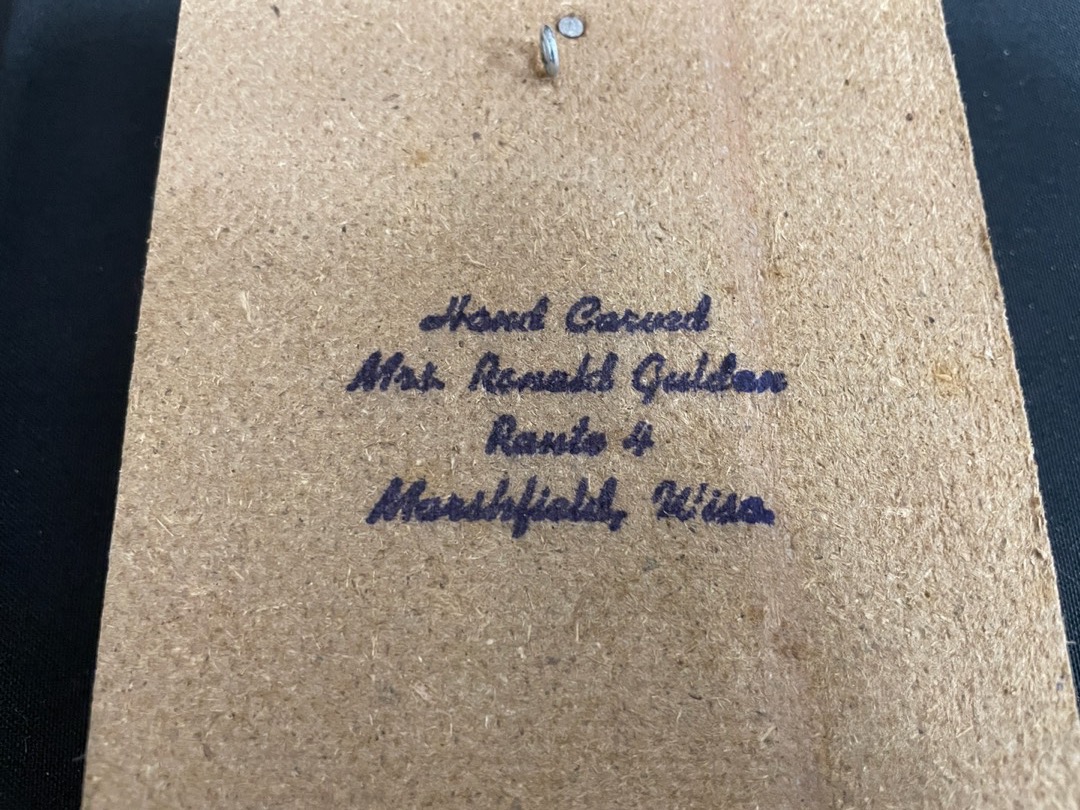 Hand Carved
Mrs. Ronald Gulden
Route 4
Marshfield, Wisc.